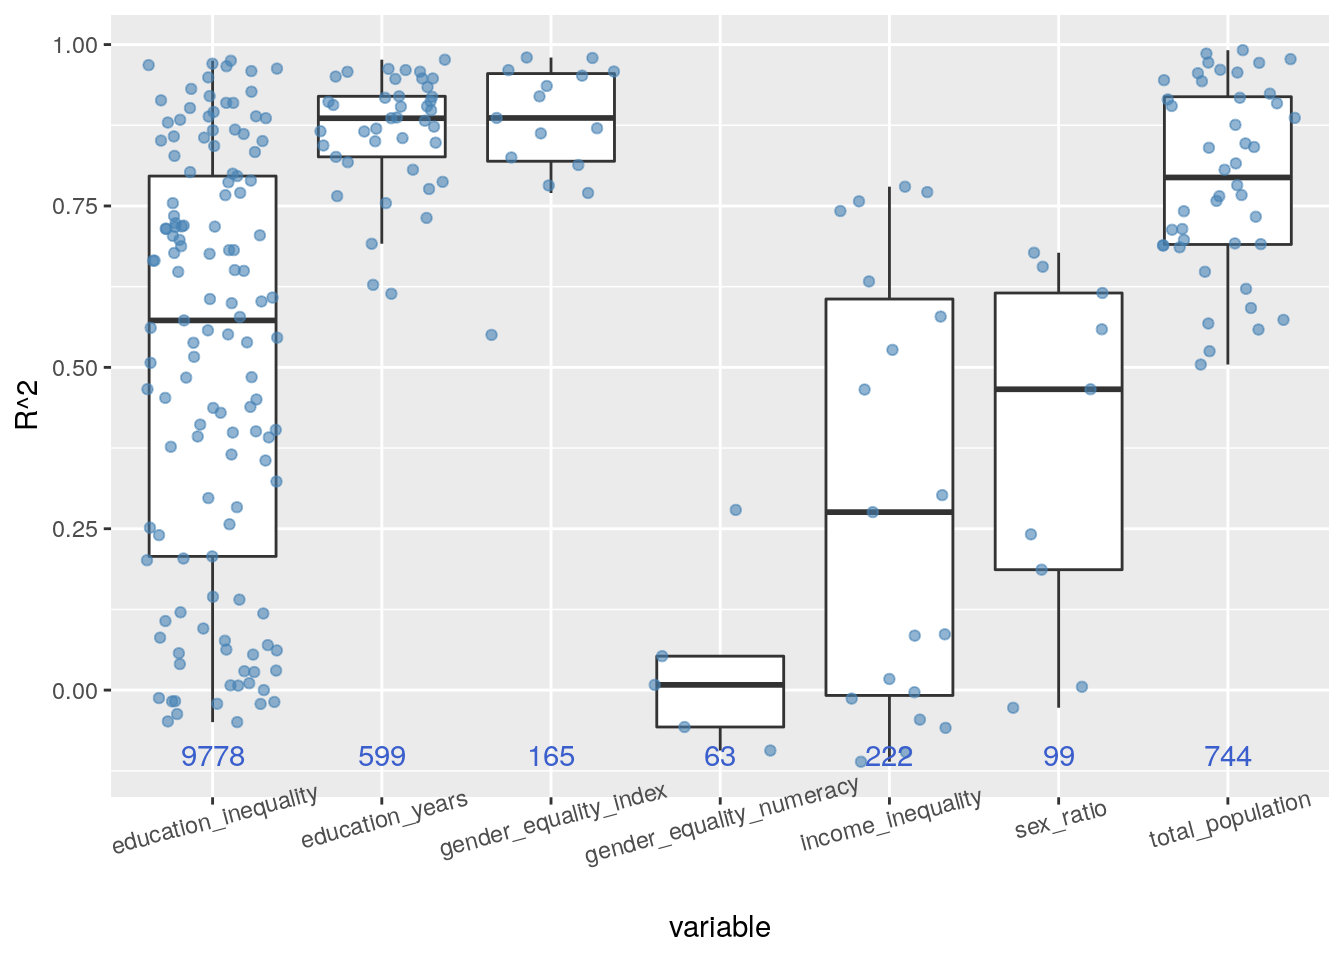 1.00
0.75
0.50
0.25
0.00
R^2
9778 599 165 63 222 99 744
education_inequality education_years gender_equality_index gender_equality_numeracy income_inequality sex_ratio total_population
variable